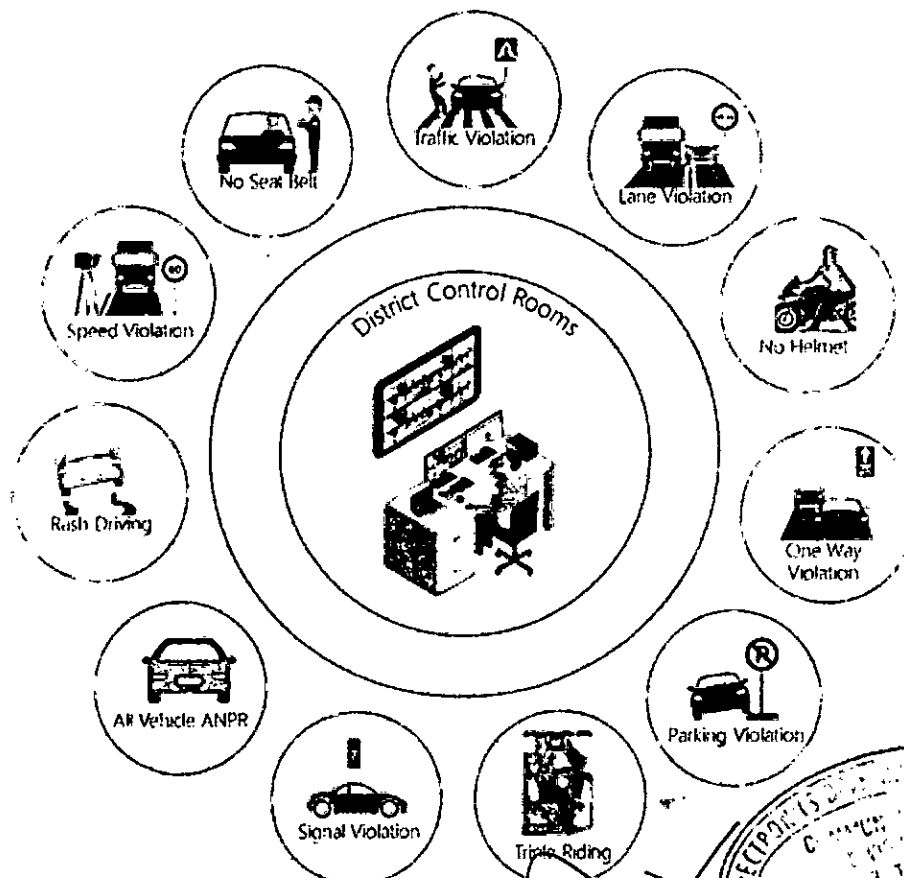 Traffic Violation
No Seat Belt
Lane Violation
Speed Violation
District Control Rooms
No Helmet
Rash Driving
One Way
Violation
All Vehicle ANPR
Parking Violation
Signal Violation
Triple Riding